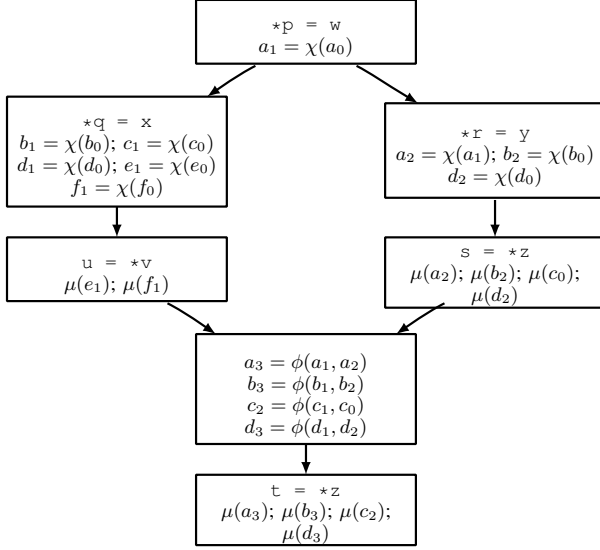 *p = w
a₁ = χ(a₀)
*q = x
b₁ = χ(b₀); c₁ = χ(c₀)
d₁ = χ(d₀); e₁ = χ(e₀)
f₁ = χ(f₀)
*r = y
a₂ = χ(a₁); b₂ = χ(b₀)
d₂ = χ(d₀)
u = *v
μ(e₁); μ(f₁)
s = *z
μ(a₂); μ(b₂); μ(c₀);
μ(d₂)
a₃ = ϕ(a₁, a₂)
b₃ = ϕ(b₁, b₂)
c₂ = ϕ(c₁, c₀)
d₃ = ϕ(d₁, d₂)
t = *z
μ(a₃); μ(b₃); μ(c₂);
μ(d₃)